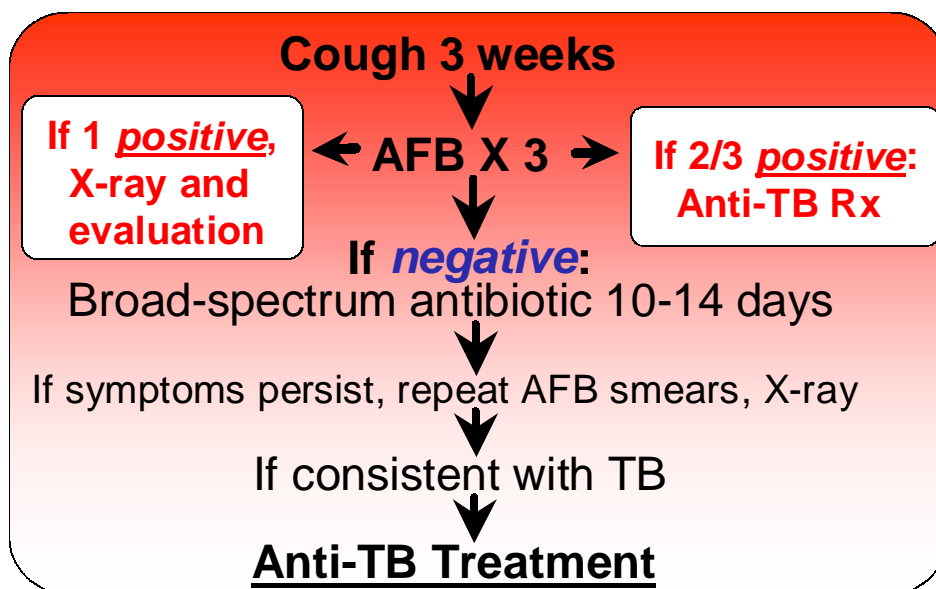 Cough 3 weeks
If 1 positive,
X-ray and
evaluation
AFB X 3
If 2/3 positive:
Anti-TB Rx
If negative:
Broad-spectrum antibiotic 10-14 days
If symptoms persist, repeat AFB smears, X-ray
If consistent with TB
Anti-TB Treatment